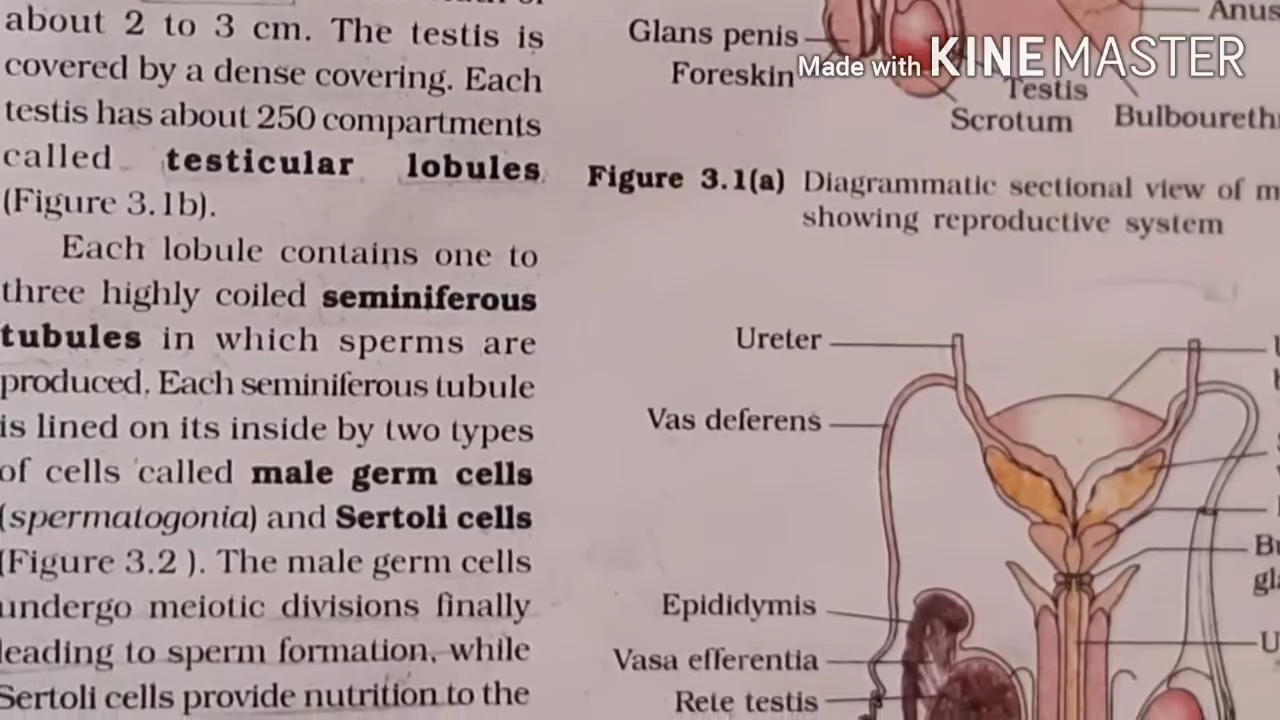 about 2 to 3 cm. The testis is
covered by a dense covering. Each
testis has about 250 compartments
called testicular lobules
(Figure 3.1b).
Each lobule contains one to
three highly coiled seminiferous
tubules in which sperms are
produced. Each seminiferous tubule
is lined on its inside by two types
of cells called male germ cells
(spermatogonia) and Sertoli cells
(Figure 3.2 ). The male germ cells
undergo meiotic divisions finally
leading to sperm formation, while
Sertoli cells provide nutrition to the
Anus
Glans penis
Foreskin
Made with KINEMASTER
Testis
Scrotum
Bulbourethr
Figure 3.1(a) Diagrammatic sectional view of m
showing reproductive system
Ureter
Vas deferens
Epididymis
Vasa efferentia
Rete testis
Bu
gla
U